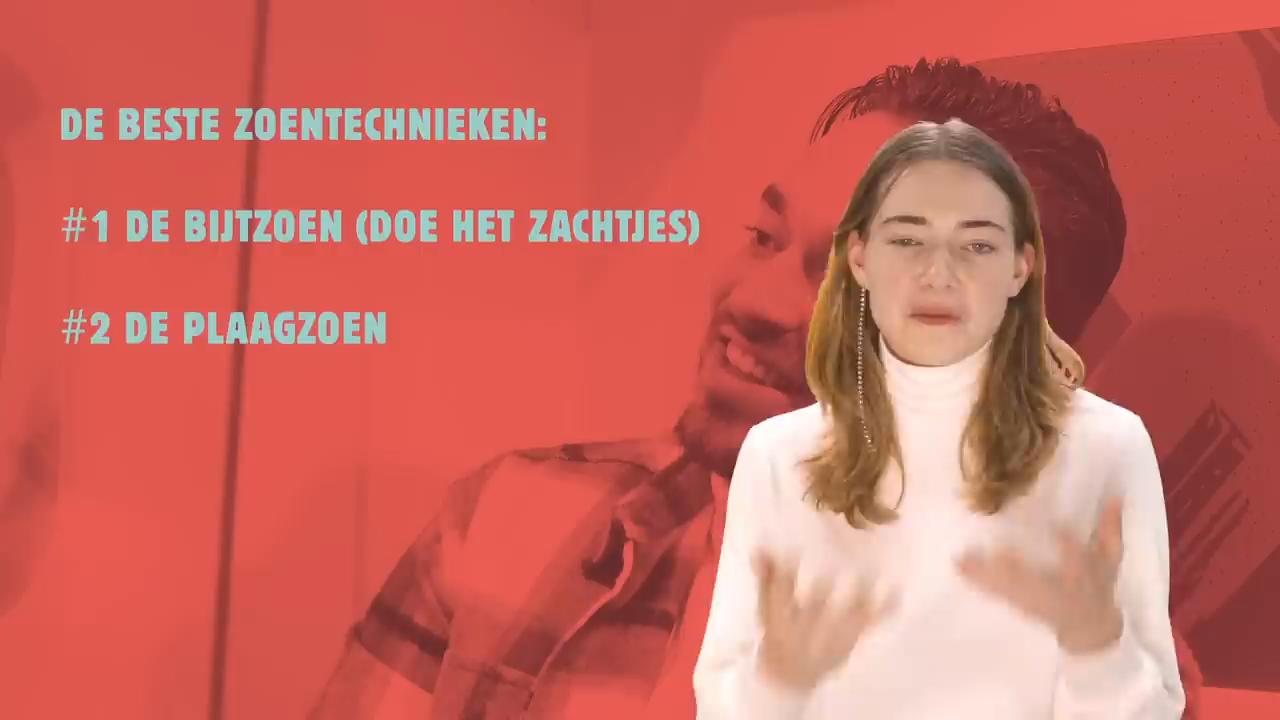 DE BESTE ZOENTECHNIEKEN:
#1 DE BIJTZOEN (DOE HET ZACHTJES)
#2 DE PLAAGZOEN